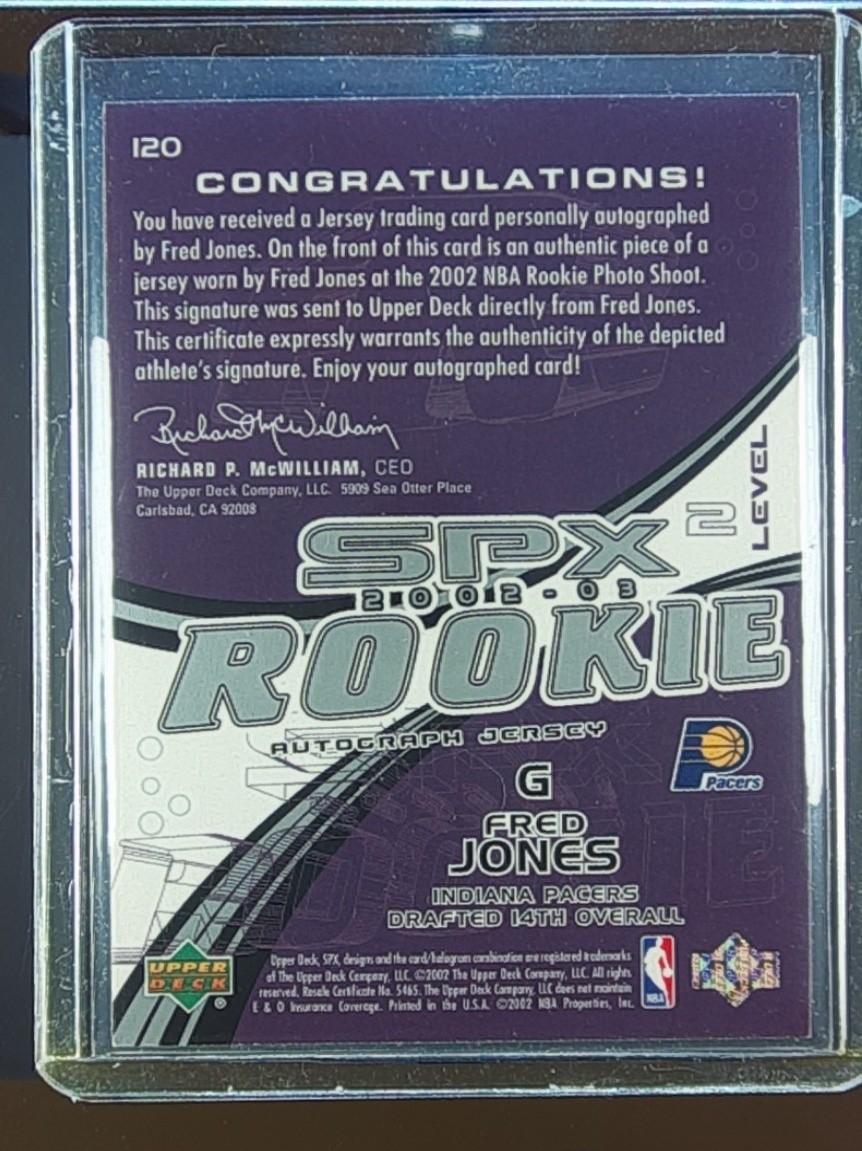 120
CONGRATULATIONS!
You have received a Jersey trading card personally autographed
by Fred Jones. On the front of this card is an authentic piece of a
jersey worn by Fred Jones at the 2002 NBA Rookie Photo Shoot.
This signature was sent to Upper Deck directly from Fred Jones.
This certificate expressly warrants the authenticity of the depicted
athlete's signature. Enjoy your autographed card!
Richard McWilliam
RICHARD P. McWILLIAM, CEO
The Upper Deck Company, LLC. 5909 Sea Otter Place
Carlsbad, CA 92008
LEVEL 2
SPX
2002-03
ROOKIE
AUTOGRAPH JERSEY
Pacers
G
FRED
JONES
INDIANA PACERS
DRAFTED 14TH OVERALL
UPPER
DECK
®
Upper Deck, SPX, designs and the card/hologram combination are registered trademarks
of The Upper Deck Company, LLC. ©2002 The Upper Deck Company, LLC. All rights
reserved. Resale Certificate No. 5465. The Upper Deck Company, LLC does not maintain
E & O Insurance Coverage. Printed in the U.S.A. ©2002 NBA Properties, Inc.
NBA